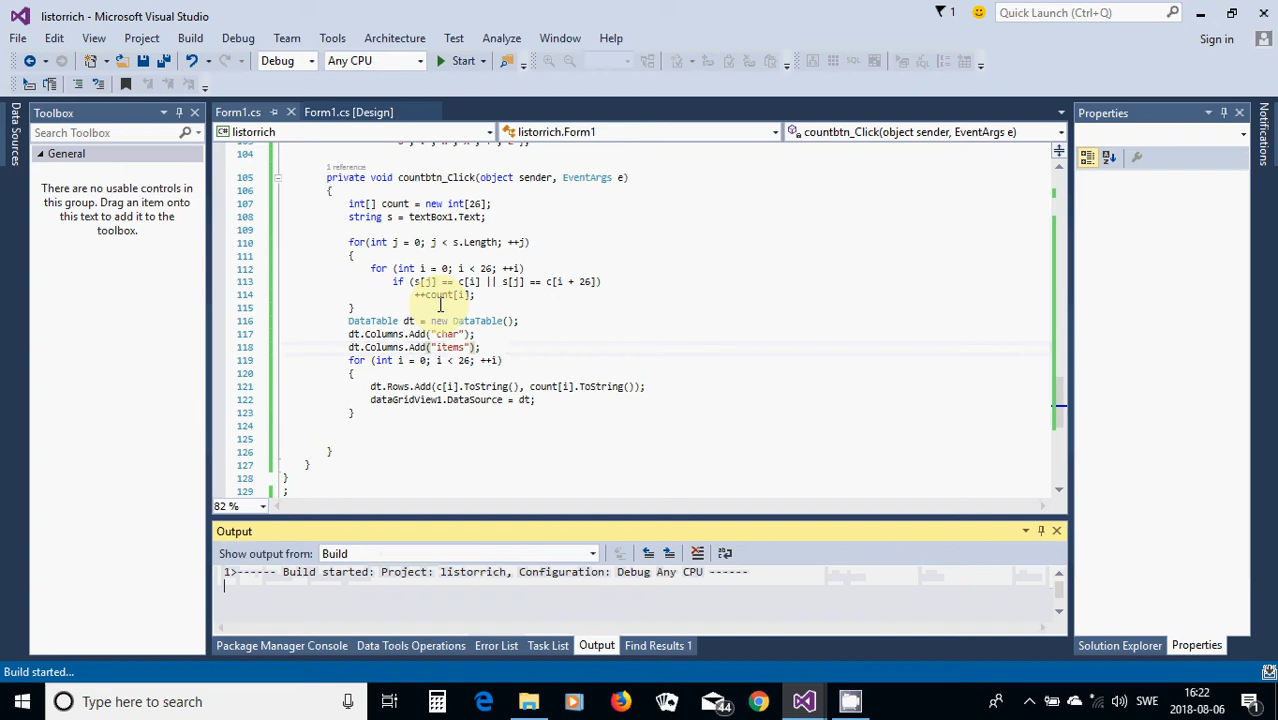 listorrich - Microsoft Visual Studio
1
Quick Launch (Ctrl+Q)
File Edit View Project Build Debug Team Tools Architecture Test Analyze Window Help
Sign in
Debug Any CPU Start
Data Sources
Toolbox
Search Toolbox
General
There are no usable controls in
this group. Drag an item onto
this text to add it to the
toolbox.
Form1.cs Form1.cs [Design]
listorrich listorrich.Form1 countbtn_Click(object sender, EventArgs e)
104
1 reference
105 private void countbtn_Click(object sender, EventArgs e)
106 {
107 int[] count = new int[26];
108 string s = textBox1.Text;
109
110 for(int j = 0; j < s.Length; ++j)
111 {
112 for (int i = 0; i < 26; ++i)
113 if (s[j] == c[i] || s[j] == c[i + 26])
114 ++count[i];
115 }
116 DataTable dt = new DataTable();
117 dt.Columns.Add("char");
118 dt.Columns.Add("items");
119 for (int i = 0; i < 26; ++i)
120 {
121 dt.Rows.Add(c[i].ToString(), count[i].ToString());
122 dataGridView1.DataSource = dt;
123 }
124
125
126 }
127 }
128 }
129 ;
82 %
Output
Show output from: Build
1>------ Build started: Project: listorrich, Configuration: Debug Any CPU ------
Package Manager Console Data Tools Operations Error List Task List Output Find Results 1
Properties
Notifications
Solution Explorer Properties
Build started...
Type here to search
44
SWE
16:22
2018-08-06
1